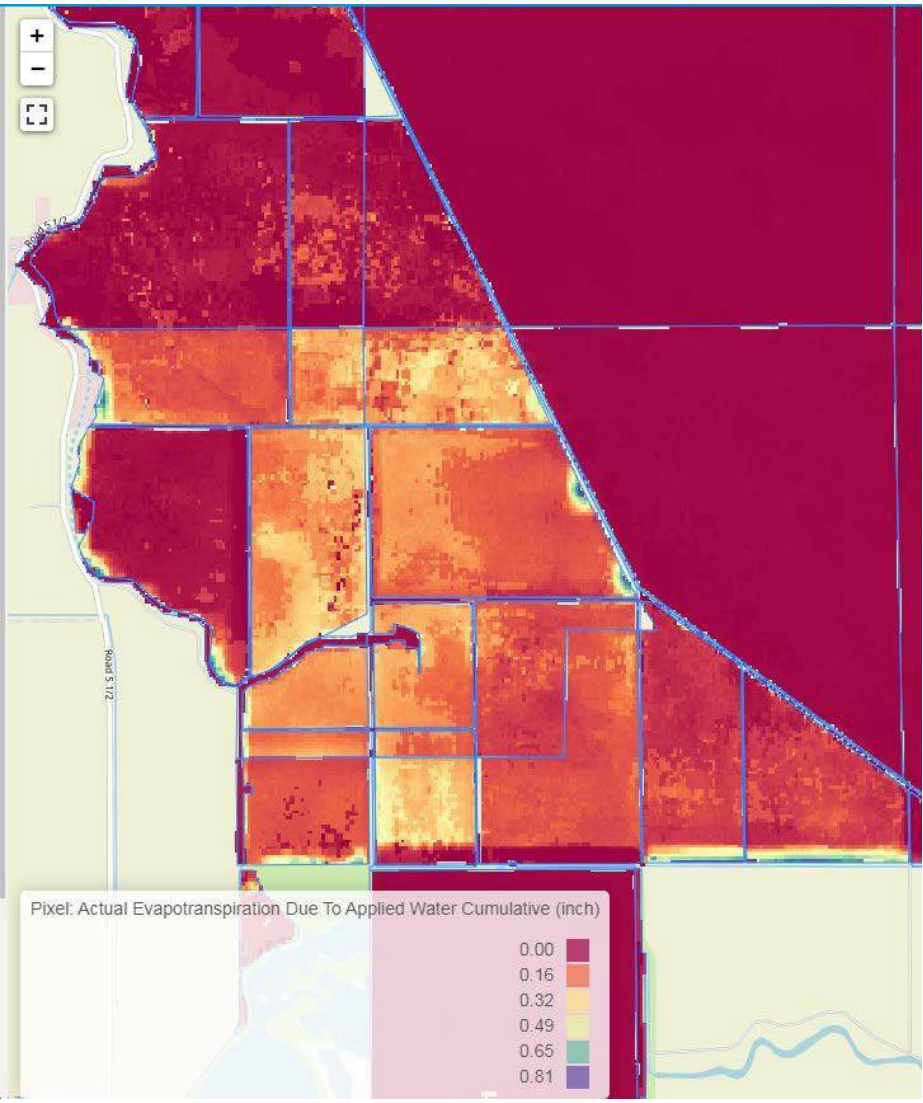 +
−
Road 5 1/2
Road 5 1/2
Pixel: Actual Evapotranspiration Due To Applied Water Cumulative (inch)
0.00
0.16
0.32
0.49
0.65
0.81